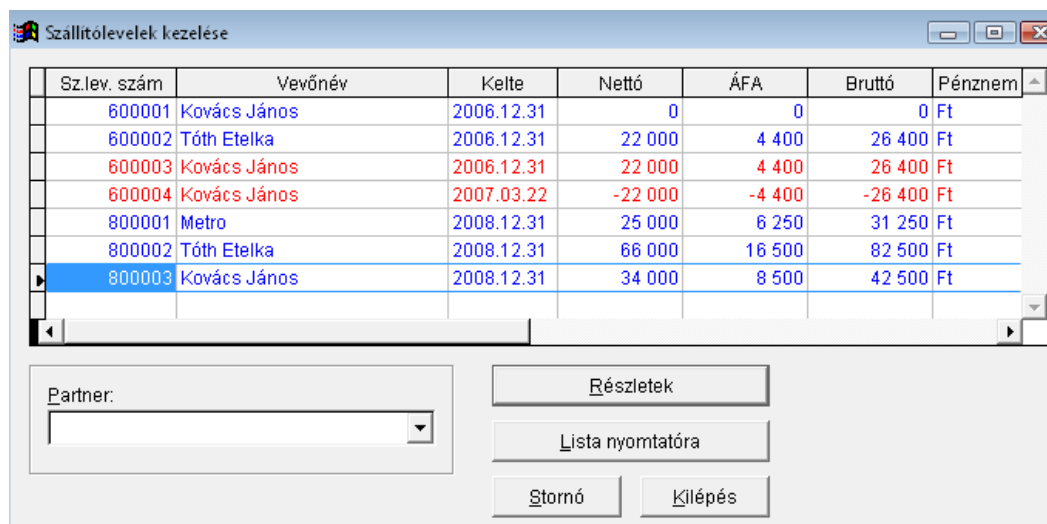 Szállítólevelek kezelése
Sz.lev. szám Vevőnév Kelte Nettó ÁFA Bruttó Pénznem
600001 Kovács János 2006.12.31 0 0 0 Ft
600002 Tóth Etelka 2006.12.31 22 000 4 400 26 400 Ft
600003 Kovács János 2006.12.31 22 000 4 400 26 400 Ft
600004 Kovács János 2007.03.22 -22 000 -4 400 -26 400 Ft
800001 Metro 2008.12.31 25 000 6 250 31 250 Ft
800002 Tóth Etelka 2008.12.31 66 000 16 500 82 500 Ft
800003 Kovács János 2008.12.31 34 000 8 500 42 500 Ft
Partner:
Részletek
Lista nyomtatóra
Stornó Kilépés